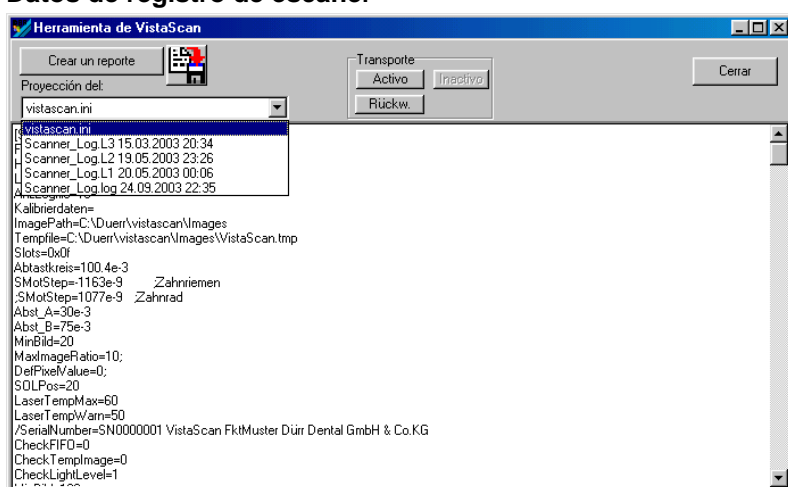 Herramienta de VistaScan
Crear un reporte
Proyección del:
vistascan.ini
Transporte
Activo
Inactivo
Rückw.
Cerrar
vistascan.ini
Scanner_Log.L3 15.03.2003 20:34
Scanner_Log.L2 19.05.2003 23:26
Scanner_Log.L1 20.05.2003 00:06
Scanner_Log.log 24.09.2003 22:35
Kalibrierdaten=
ImagePath=C:\Duerr\vistascan\Images
Tempfile=C:\Duerr\vistascan\Images\VistaScan.tmp
Slots=0x0f
Abtastkreis=100.4e-3
SMotStep=-1163e-9 ;Zahnriemen
;SMotStep=1077e-9 ;Zahnrad
Abst_A=30e-3
Abst_B=75e-3
MinBild=20
MaxImageRatio=10;
DefPixelValue=0;
SOLPos=20
LaserTempMax=60
LaserTempWarn=50
/SerialNumber=SN0000001 VistaScan FktMuster Dürr Dental GmbH & Co.KG
CheckFIFO=0
CheckTempImage=0
CheckLightLevel=1